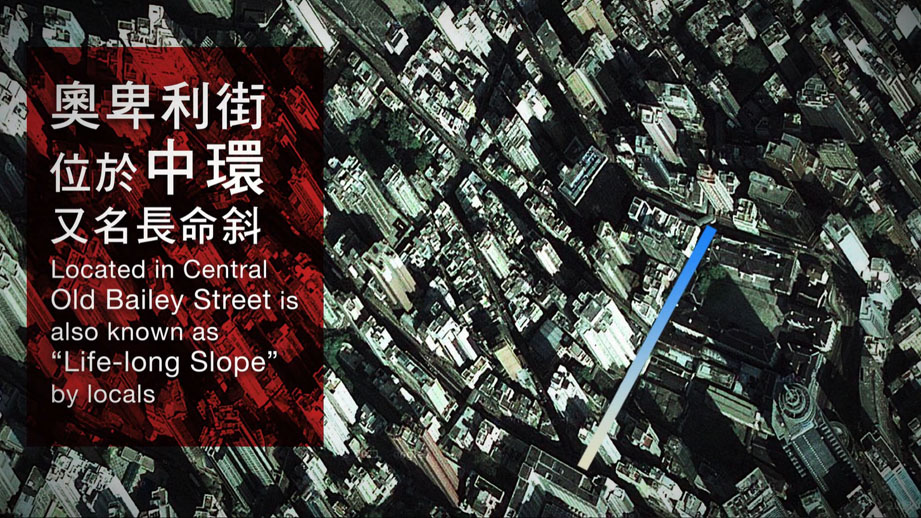 奧卑利街
位於中環
又名長命斜
Located in Central
Old Bailey Street is
also known as
“Life-long Slope”
by locals